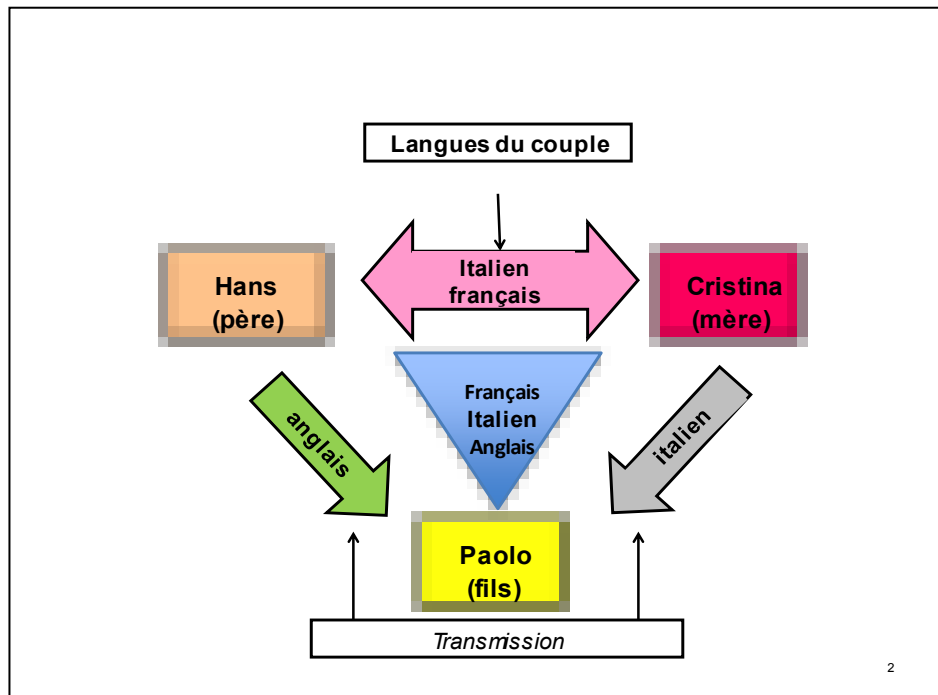 Langues du couple
Italien
français
Hans
(père)
Cristina
(mère)
Français
Italien
Anglais
anglais
italien
Paolo
(fils)
Transmission
2